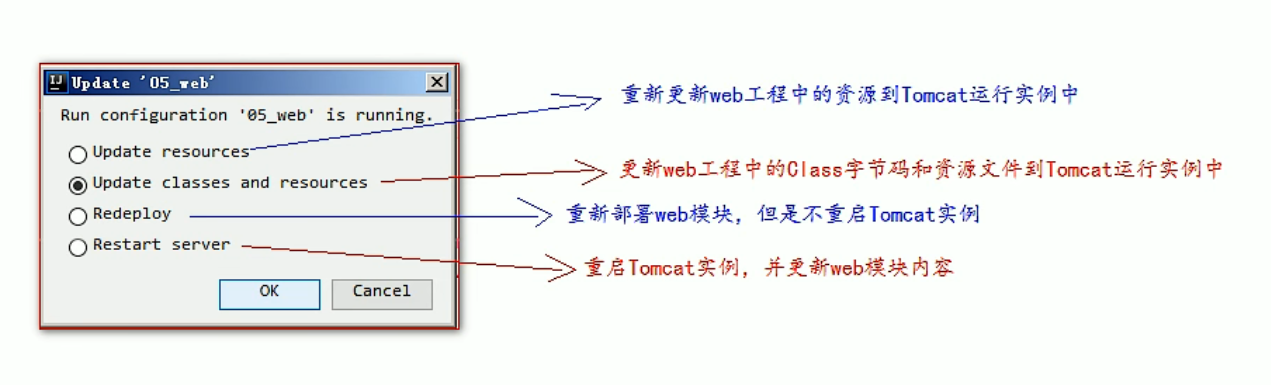 Update '05_web'
Run configuration '05_web' is running.
Update resources
重新更新web工程中的资源到Tomcat运行实例中
Update classes and resources
更新web工程中的Class字节码和资源文件到Tomcat运行实例中
Redeploy
重新部署web模块，但是不重启Tomcat实例
Restart server
重启Tomcat实例，并更新web模块内容
OK
Cancel